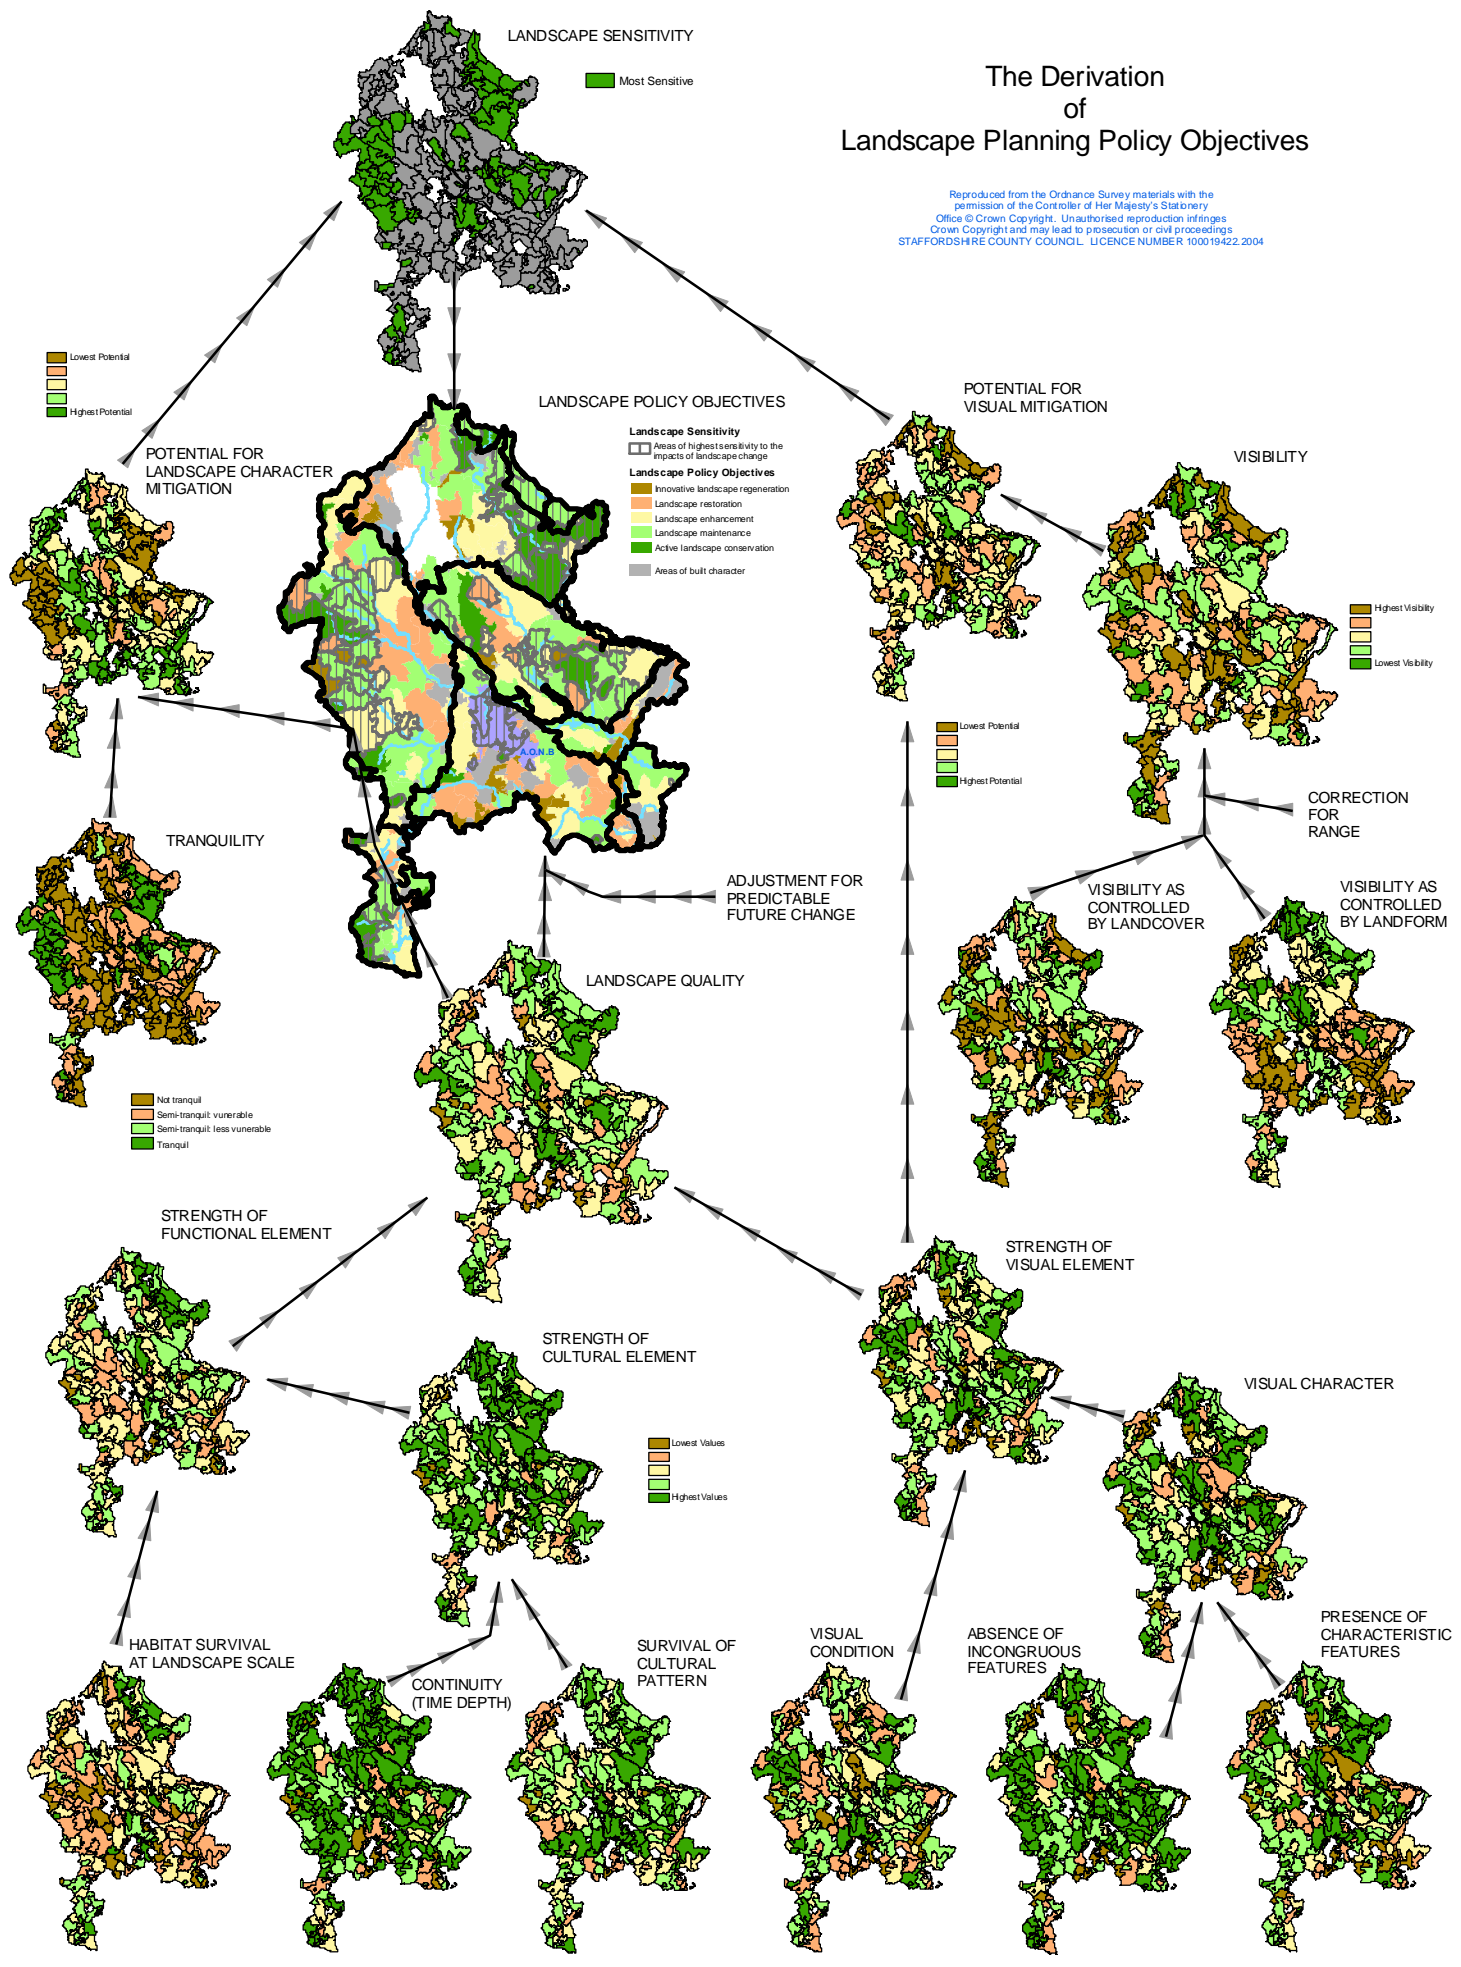 LANDSCAPE SENSITIVITY
Most Sensitive
The Derivation
of
Landscape Planning Policy Objectives
Reproduced from the Ordnance Survey materials with the
permission of the Controller of Her Majesty's Stationery
Office © Crown Copyright. Unauthorised reproduction infringes
Crown Copyright and may lead to prosecution or civil proceedings
STAFFORDSHIRE COUNTY COUNCIL. LICENCE NUMBER 100019422.2004
Lowest Potential
Highest Potential
POTENTIAL FOR
LANDSCAPE CHARACTER
MITIGATION
LANDSCAPE POLICY OBJECTIVES
Landscape Sensitivity
Areas of highest sensitivity to the
impacts of landscape change
Landscape Policy Objectives
Innovative landscape regeneration
Landscape restoration
Landscape enhancement
Landscape maintenance
Active landscape conservation
Areas of built character
A.O.N.B
POTENTIAL FOR
VISUAL MITIGATION
VISIBILITY
Highest Visibility
Lowest Visibility
Lowest Potential
Highest Potential
CORRECTION
FOR
RANGE
TRANQUILITY
Not tranquil
Semi-tranquil: vunerable
Semi-tranquil: less vunerable
Tranquil
ADJUSTMENT FOR
PREDICTABLE
FUTURE CHANGE
VISIBILITY AS
CONTROLLED
BY LANDCOVER
VISIBILITY AS
CONTROLLED
BY LANDFORM
LANDSCAPE QUALITY
STRENGTH OF
FUNCTIONAL ELEMENT
STRENGTH OF
VISUAL ELEMENT
STRENGTH OF
CULTURAL ELEMENT
Lowest Values
Highest Values
VISUAL CHARACTER
HABITAT SURVIVAL
AT LANDSCAPE SCALE
CONTINUITY
(TIME DEPTH)
SURVIVAL OF
CULTURAL
PATTERN
VISUAL
CONDITION
ABSENCE OF
INCONGRUOUS
FEATURES
PRESENCE OF
CHARACTERISTIC
FEATURES